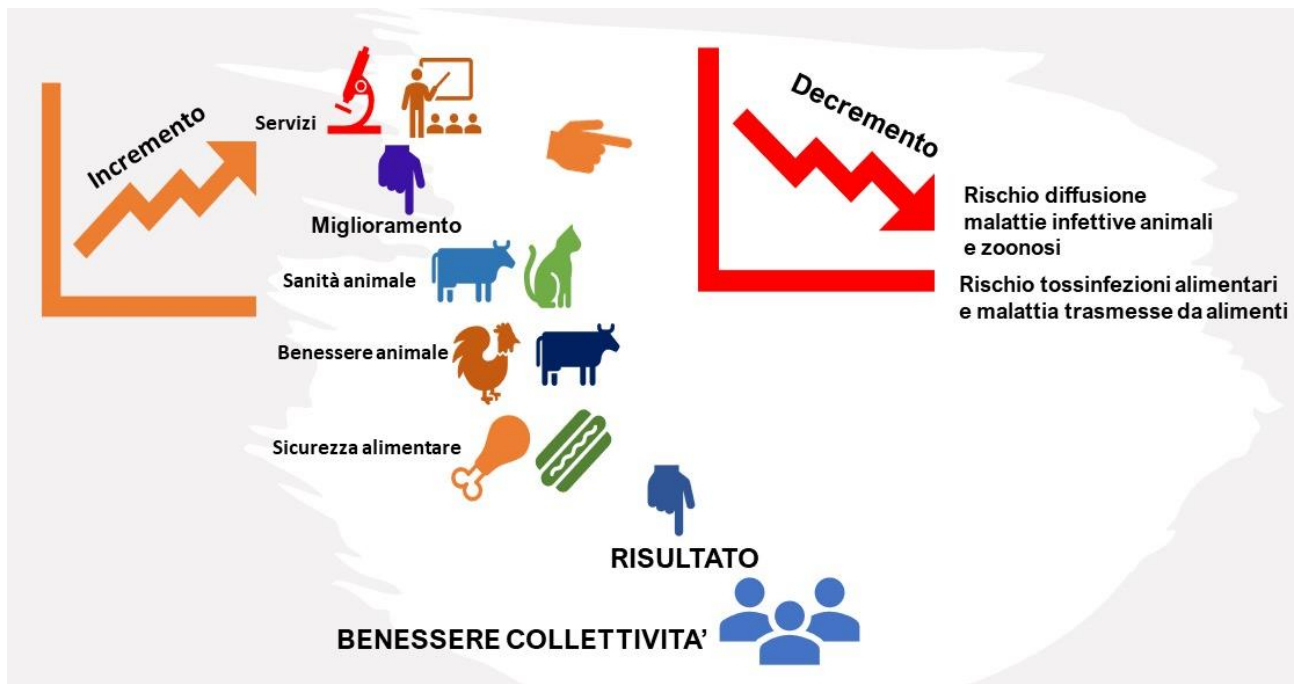 Incremento
Servizi
Miglioramento
Sanità animale
Benessere animale
Sicurezza alimentare
Decremento
Rischio diffusione
malattie infettive animali
e zoonosi
Rischio tossinfezioni alimentari
e malattia trasmesse da alimenti
RISULTATO
BENESSERE COLLETTIVITA’